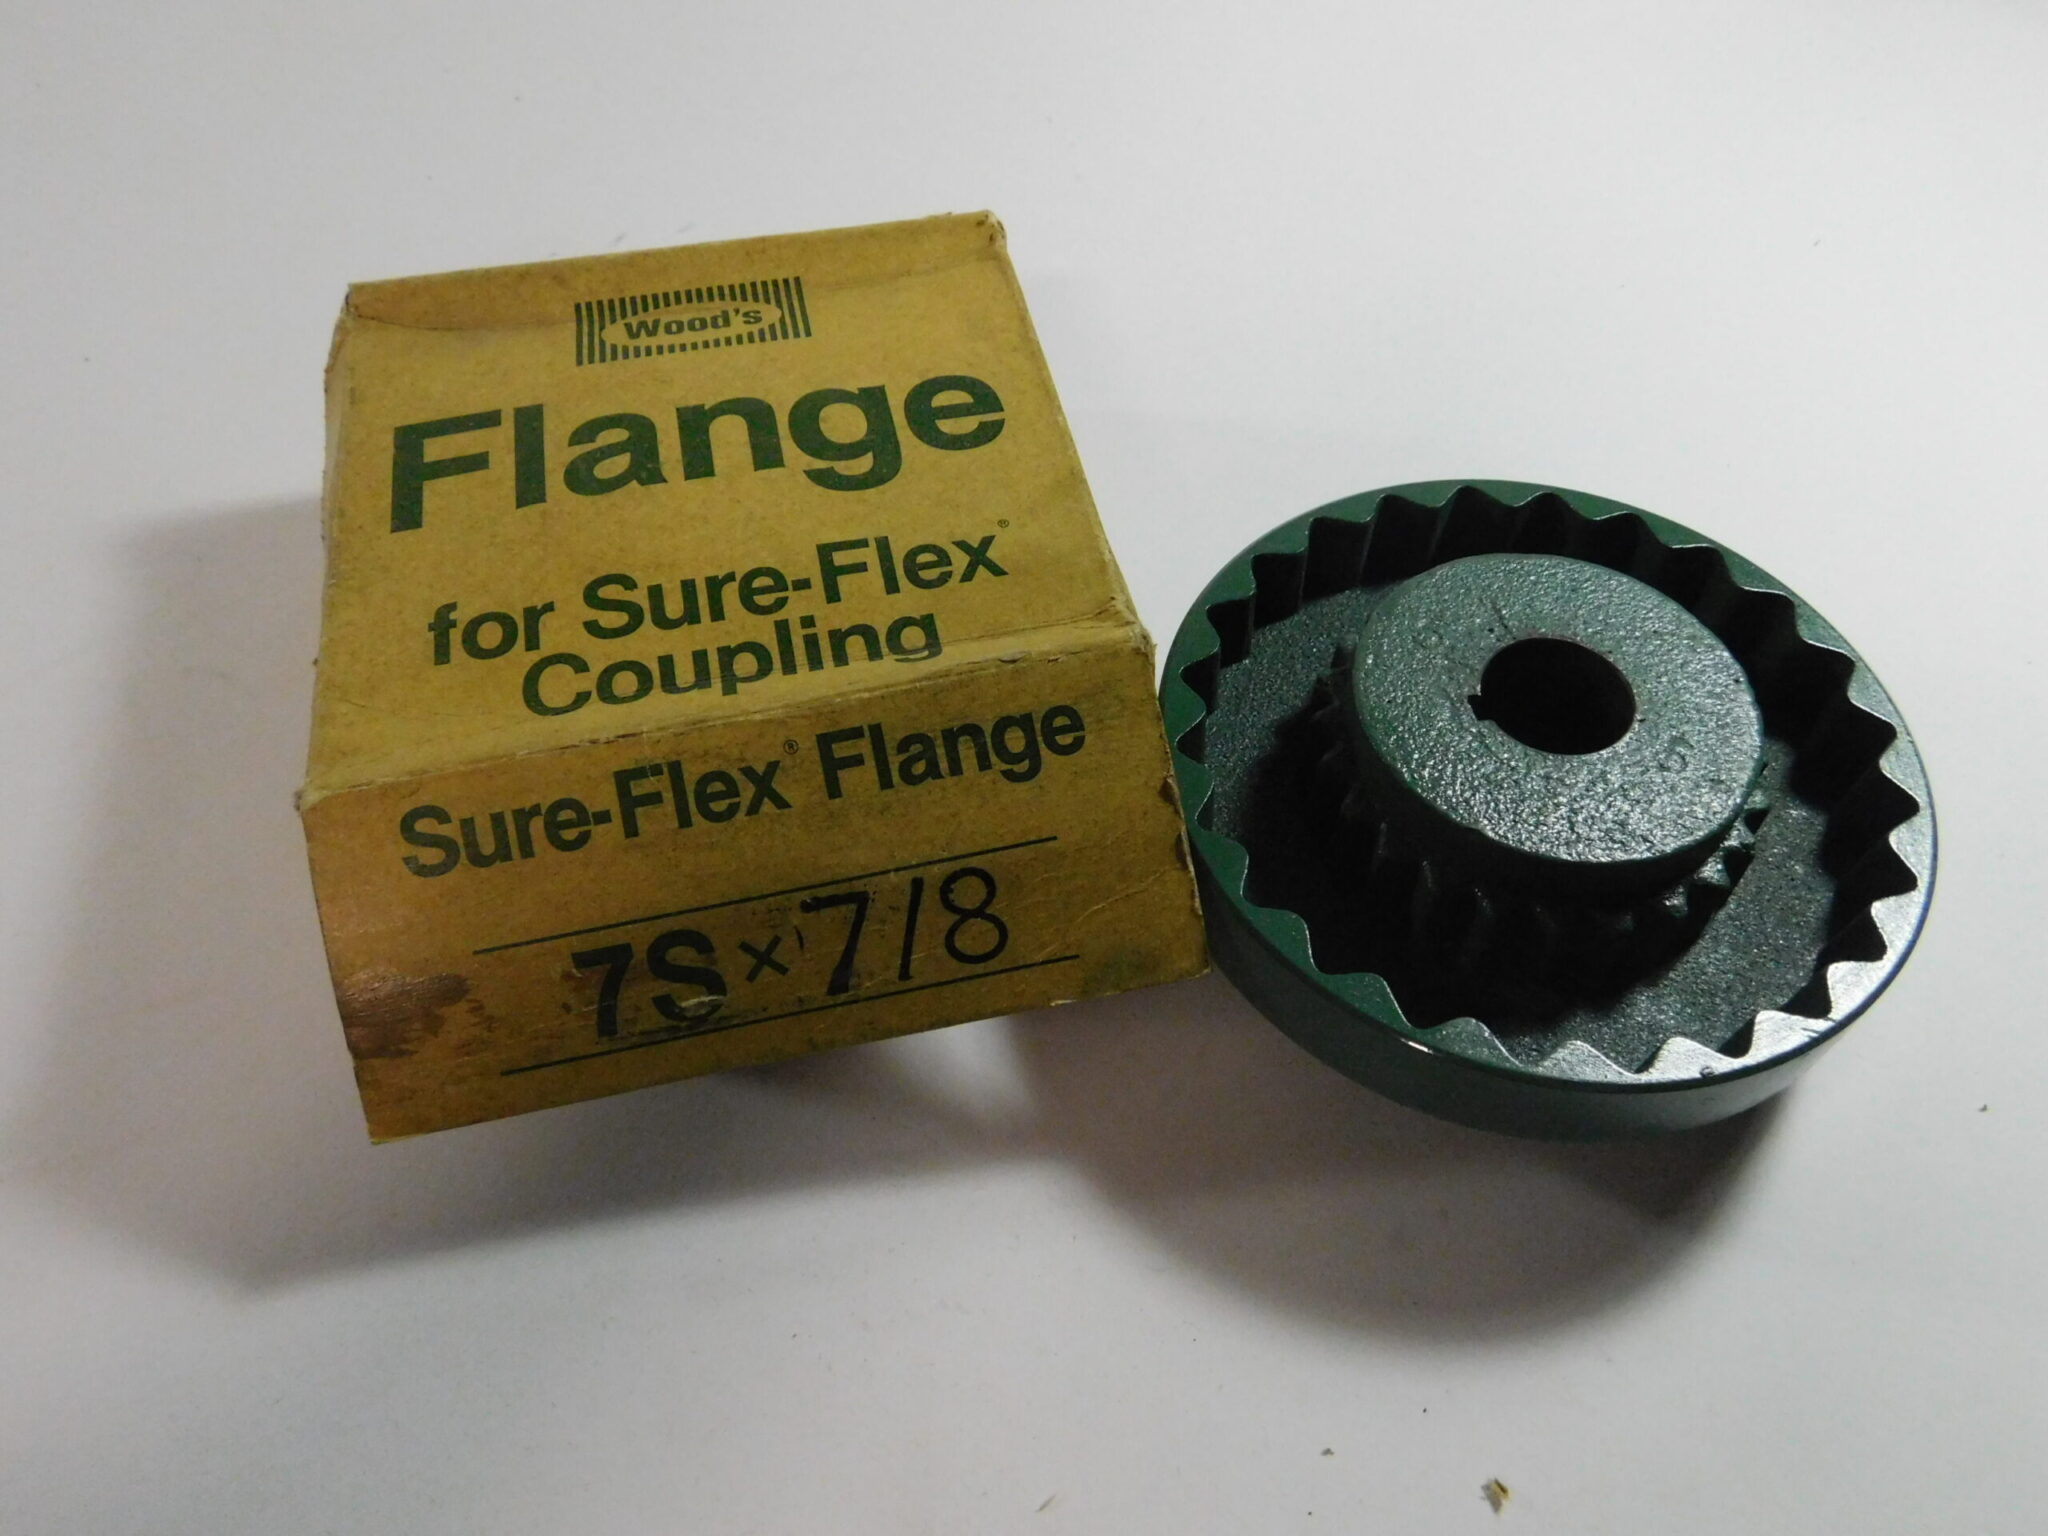 Wood's
Flange
for Sure-Flex®
Coupling
Sure-Flex® Flange
7S x 7/8